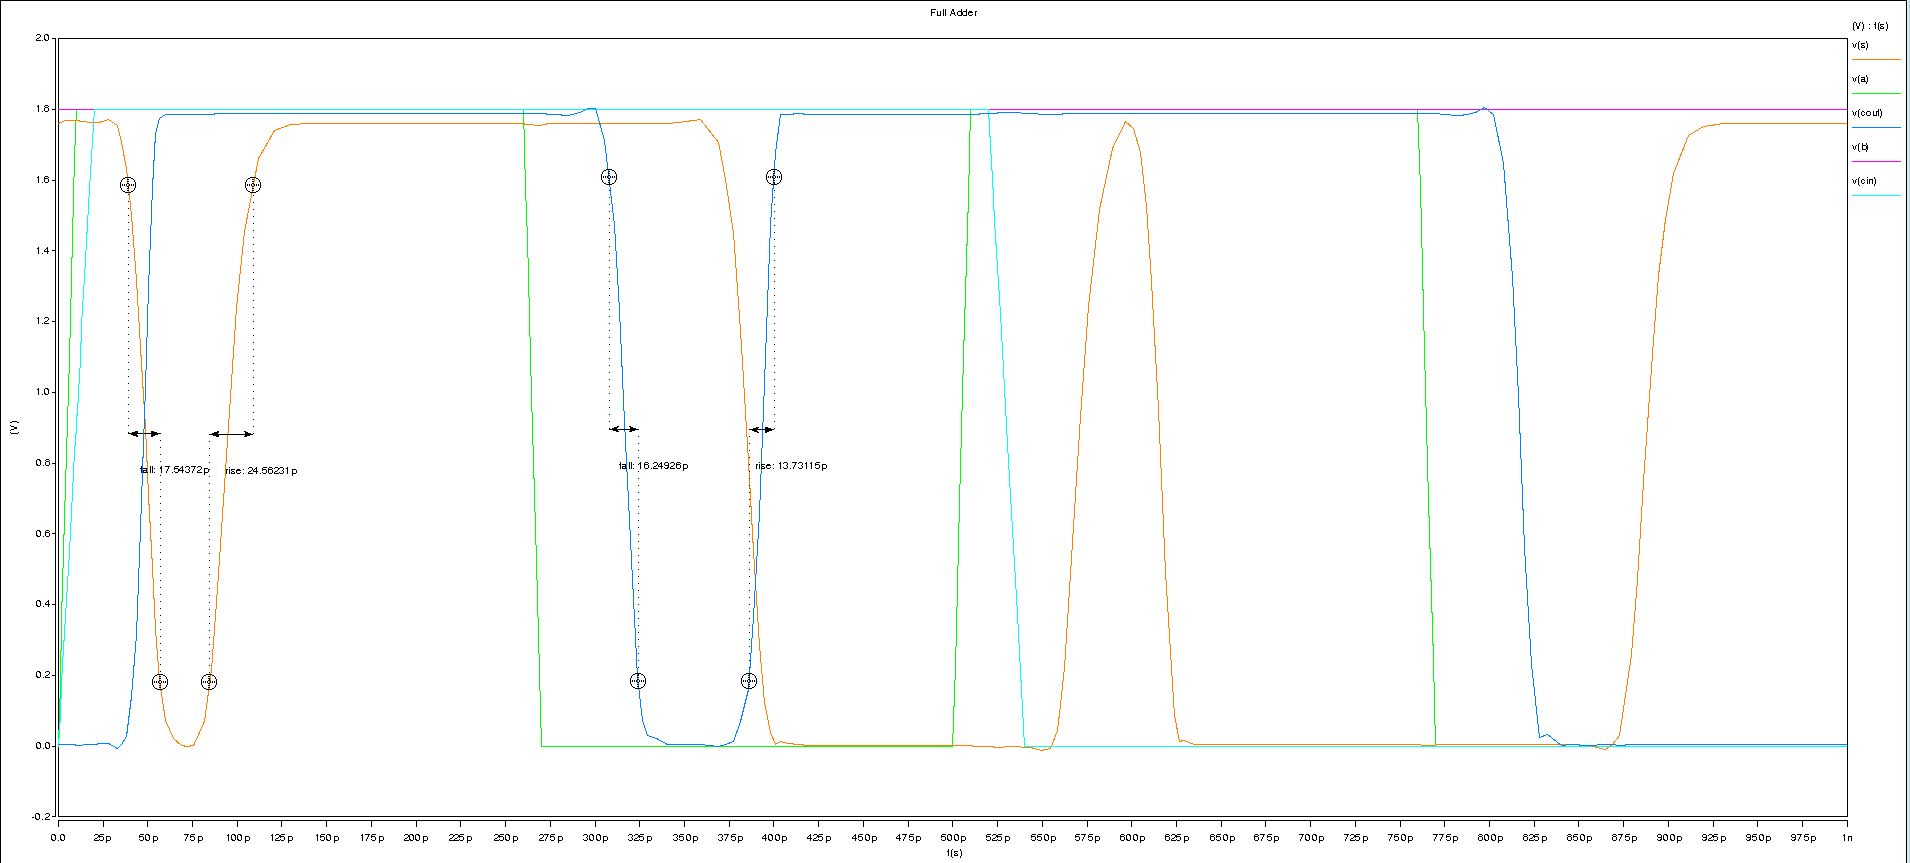 Full Adder
(V) : t(s)
v(s)
v(a)
v(cout)
v(b)
v(cin)
2.0
1.8
1.6
1.4
1.2
1.0
0.8
0.6
0.4
0.2
0.0
-0.2
(V)
fall: 17.54372p
rise: 24.56231p
fall: 16.24926p
rise: 13.73115p
0.0 25p 50p 75p 100p 125p 150p 175p 200p 225p 250p 275p 300p 325p 350p 375p 400p 425p 450p 475p 500p 525p 550p 575p 600p 625p 650p 675p 700p 725p 750p 775p 800p 825p 850p 875p 900p 925p 950p 975p 1n
t(s)